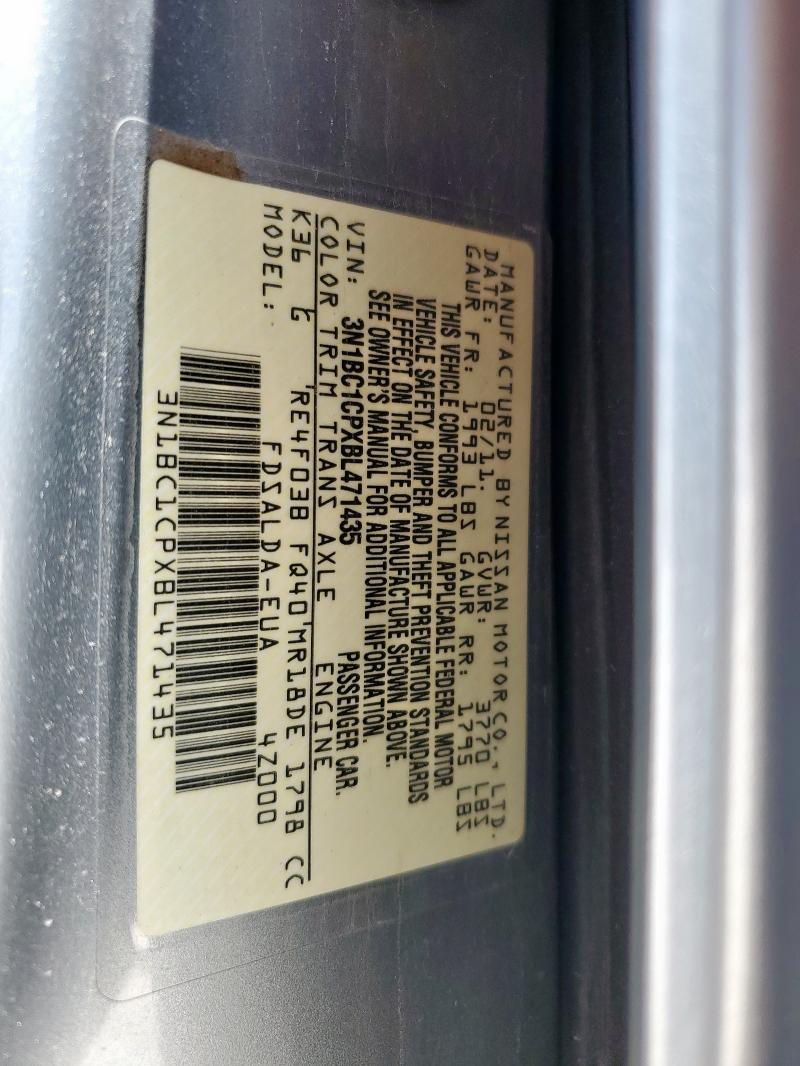 MANUFACTURED BY NISSAN MOTOR CO., LTD.
DATE: 02/11. GVWR: 3770 LBS
GAWR FR: 1993 LBS GAWR RR: 1795 LBS
THIS VEHICLE CONFORMS TO ALL APPLICABLE FEDERAL MOTOR
VEHICLE SAFETY, BUMPER AND THEFT PREVENTION STANDARDS
IN EFFECT ON THE DATE OF MANUFACTURE SHOWN ABOVE.
SEE OWNER'S MANUAL FOR ADDITIONAL INFORMATION.
VIN: 3N1BC1CPXBL471435 PASSENGER CAR.
COLOR TRIM TRANS AXLE ENGINE
K36 G 'RE4F03B FQ40'MR18DE 1798 CC
MODEL: FDSALDA-EUA 4Z000
3N1BC1CPXBL471435